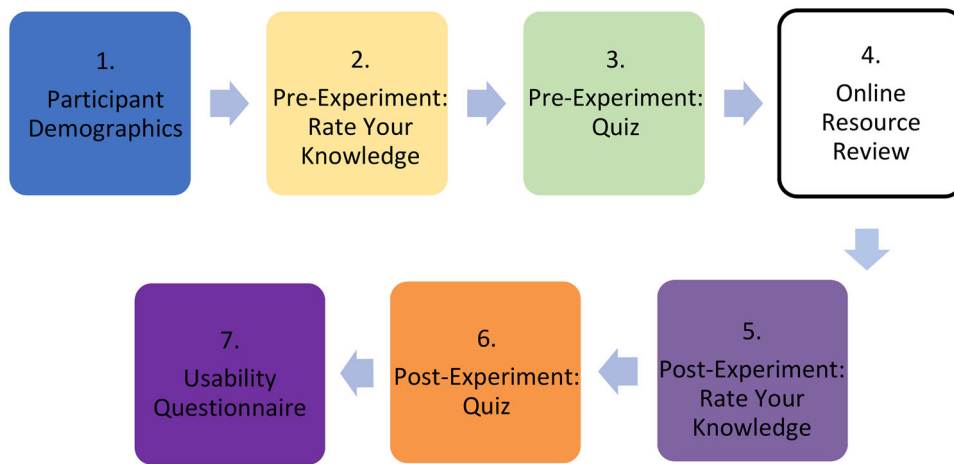 1.
Participant
Demographics
2.
Pre-Experiment:
Rate Your
Knowledge
3.
Pre-Experiment:
Quiz
4.
Online
Resource
Review
5.
Post-Experiment:
Rate Your
Knowledge
6.
Post-Experiment:
Quiz
7.
Usability
Questionnaire